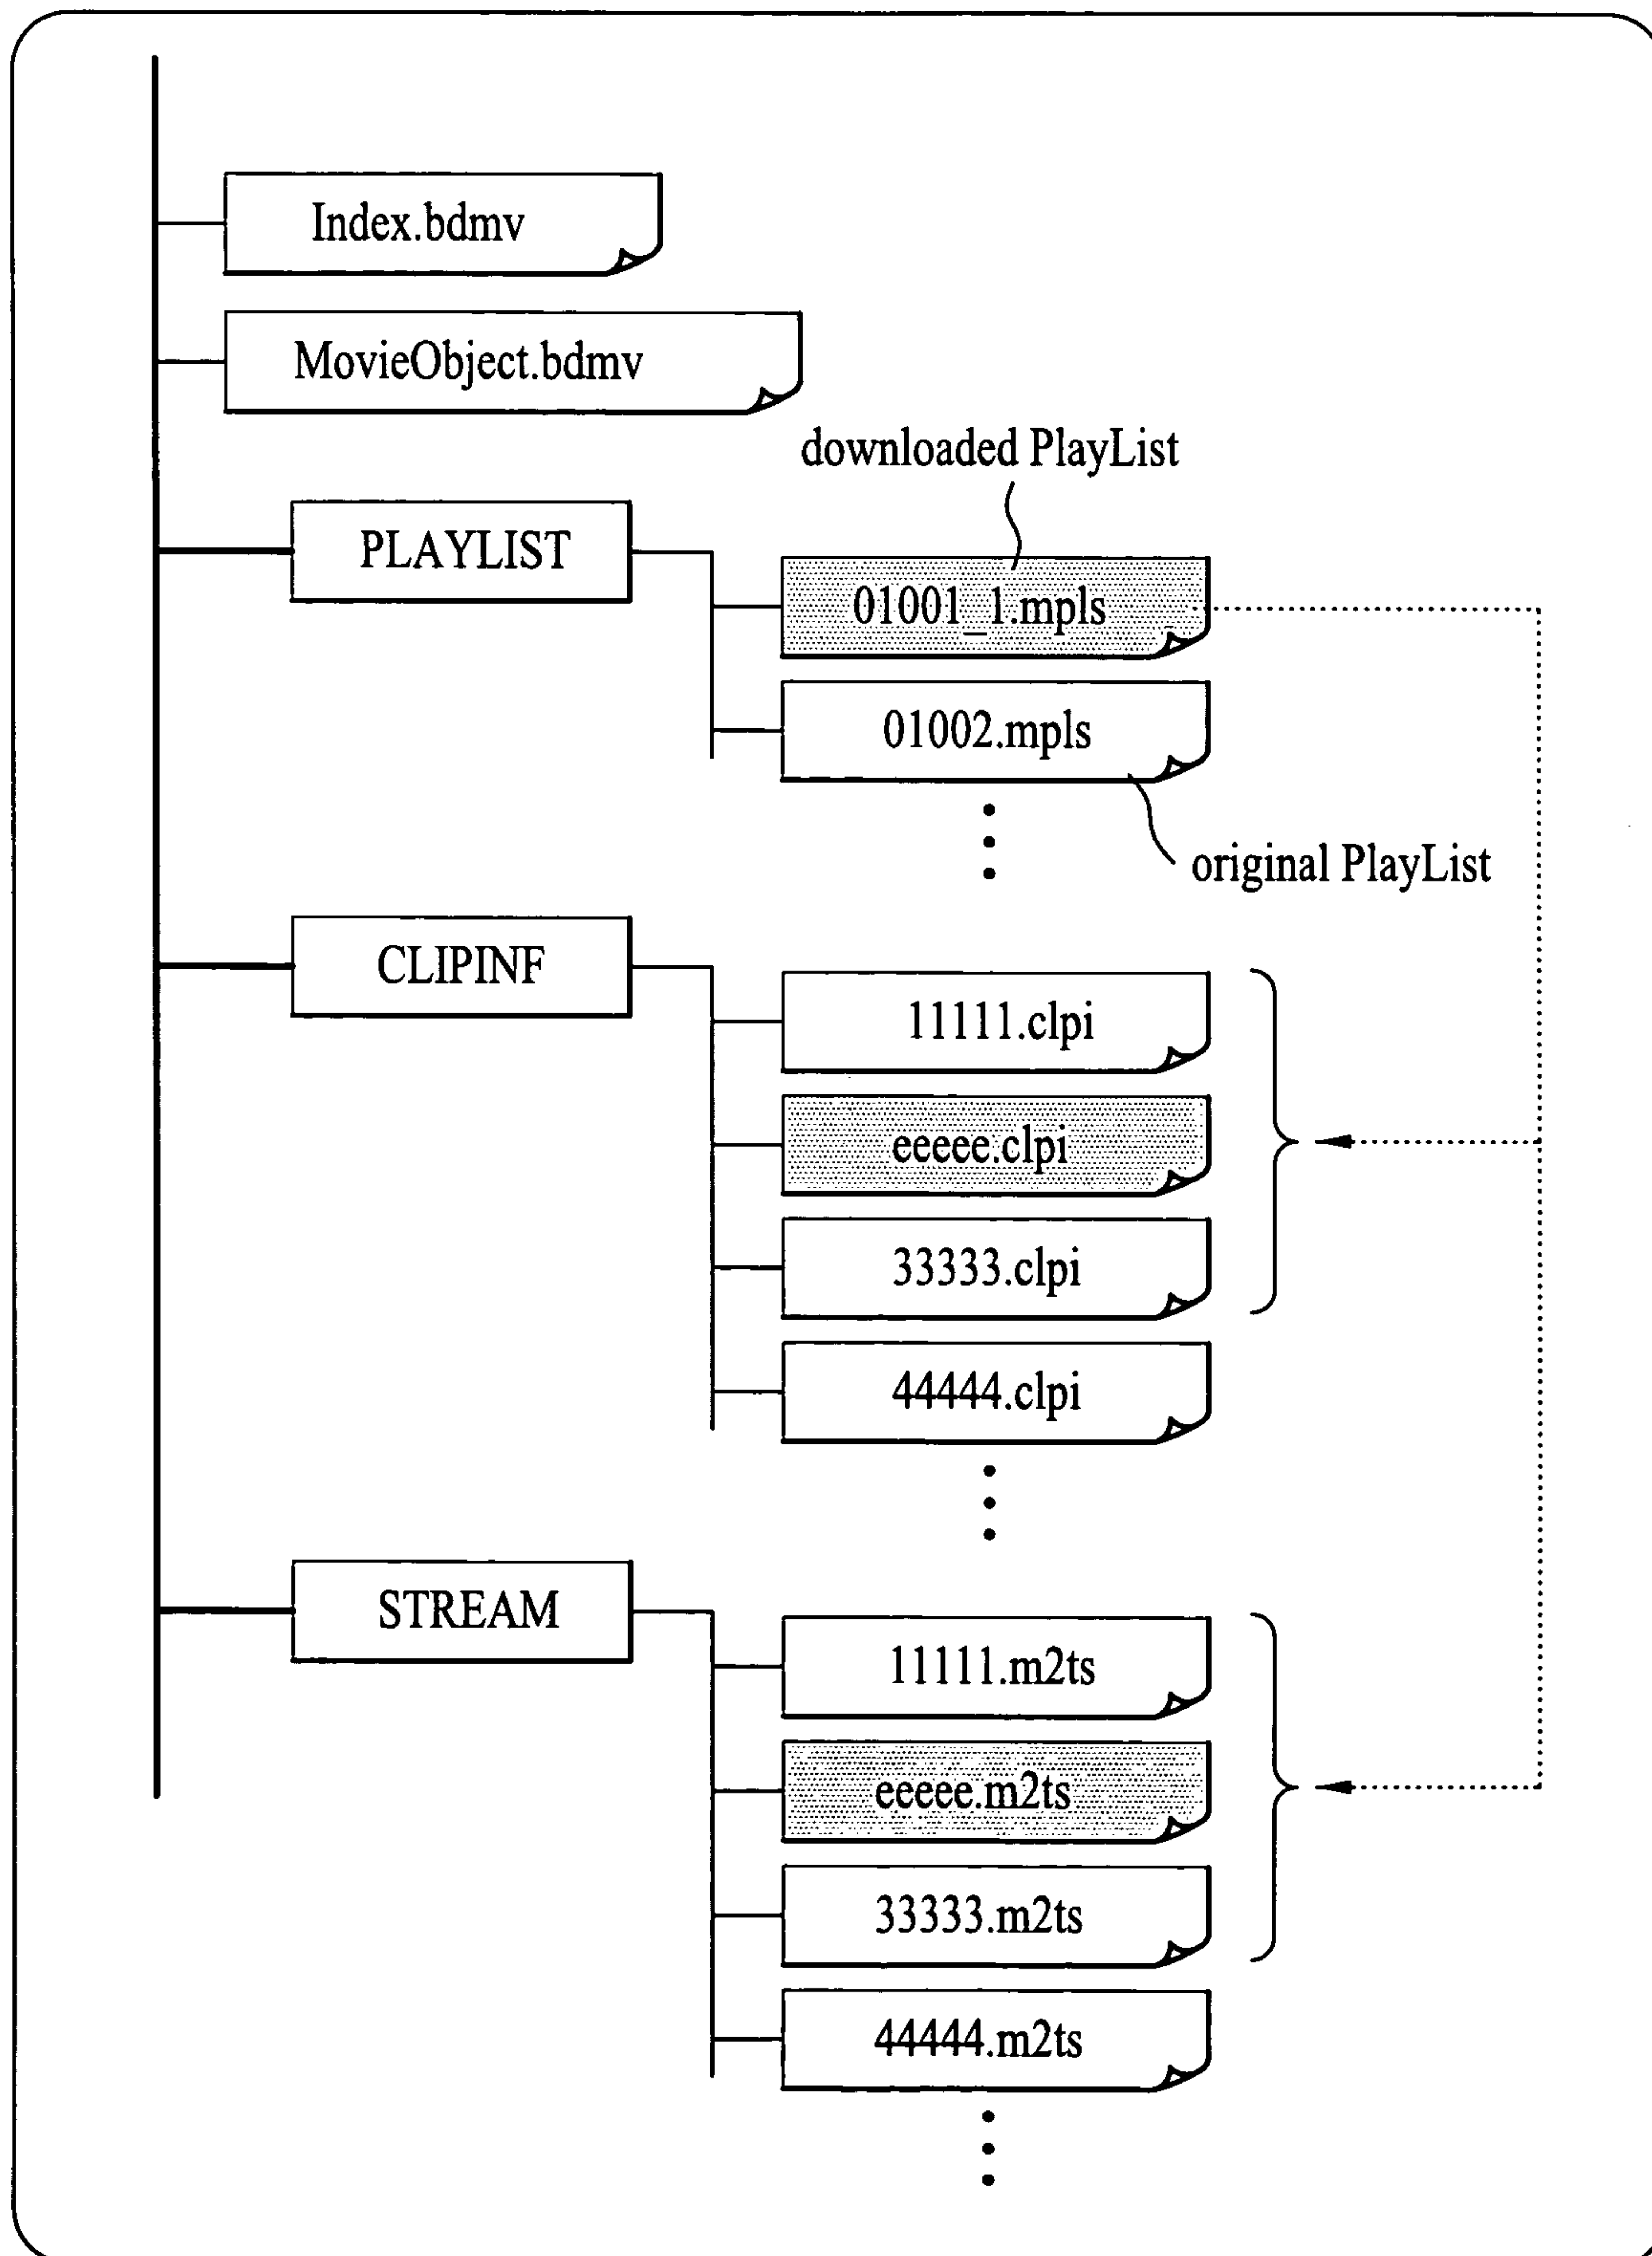 Index.bdmv
MovieObject.bdmv
downloaded PlayList
PLAYLIST
01001_1.mpls
01002.mpls
original PlayList
CLIPINF
11111.clpi
eeeee.clpi
33333.clpi
44444.clpi
STREAM
11111.m2ts
eeeee.m2ts
33333.m2ts
44444.m2ts